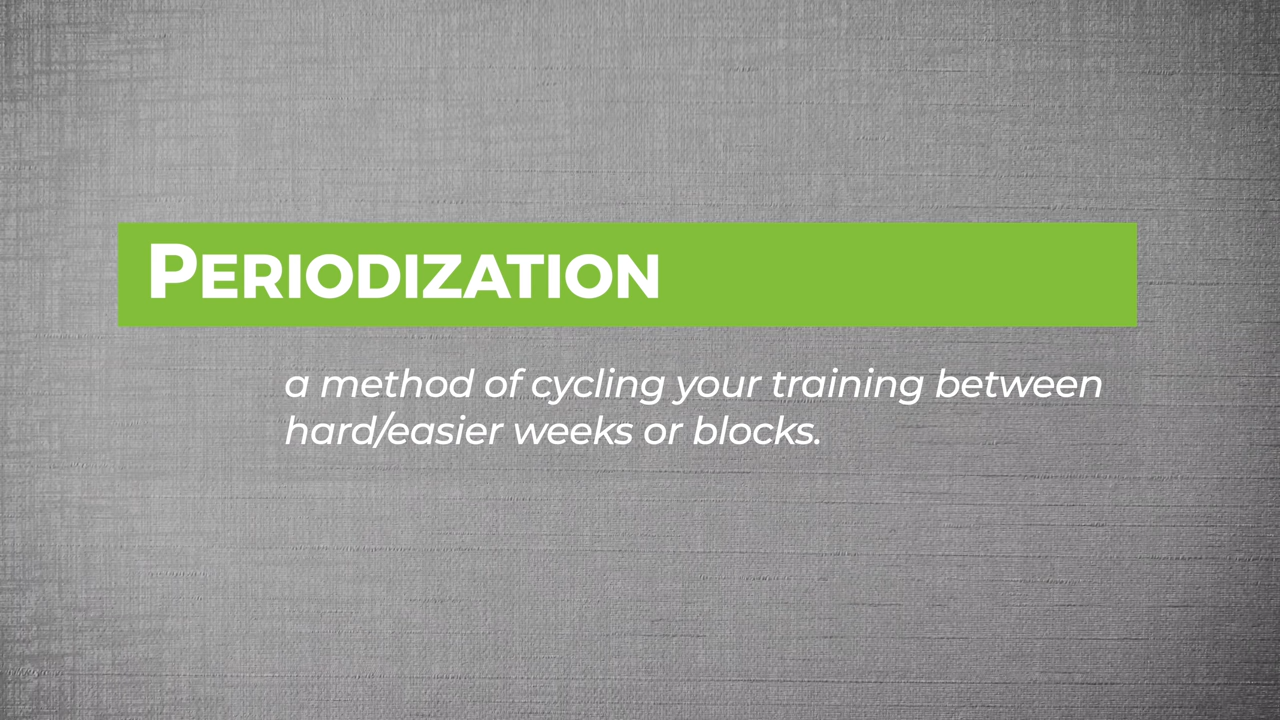 PERIODIZATION
a method of cycling your training between
hard/easier weeks or blocks.